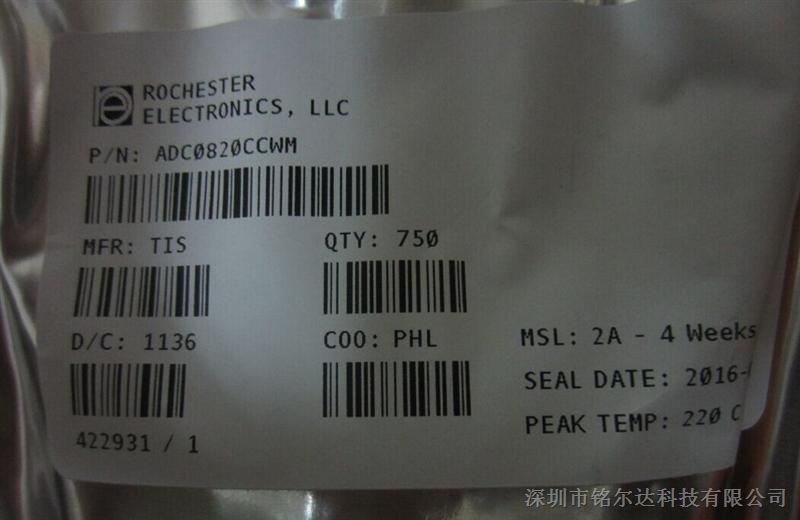 ROCHESTER
ELECTRONICS, LLC
P/N: ADC0820CCWM
MFR: TIS
QTY: 750
D/C: 1136
COO: PHL
MSL: 2A - 4 Weeks
SEAL DATE: 2016-
PEAK TEMP: 220 C
422931 / 1
深圳市铭尔达科技有限公司